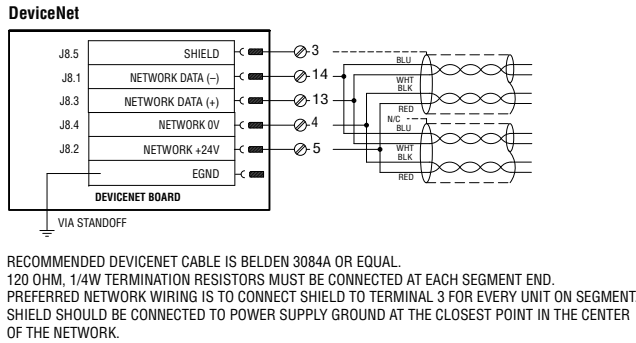 DeviceNet
J8.5 SHIELD 3
J8.1 NETWORK DATA (–) 14
J8.3 NETWORK DATA (+) 13
J8.4 NETWORK 0V 4
J8.2 NETWORK +24V 5
EGND
DEVICENET BOARD
VIA STANDOFF
BLU
WHT
BLK
RED
N/C
BLU
WHT
BLK
RED
RECOMMENDED DEVICENET CABLE IS BELDEN 3084A OR EQUAL.
120 OHM, 1/4W TERMINATION RESISTORS MUST BE CONNECTED AT EACH SEGMENT END.
PREFERRED NETWORK WIRING IS TO CONNECT SHIELD TO TERMINAL 3 FOR EVERY UNIT ON SEGMENT.
SHIELD SHOULD BE CONNECTED TO POWER SUPPLY GROUND AT THE CLOSEST POINT IN THE CENTER
OF THE NETWORK.